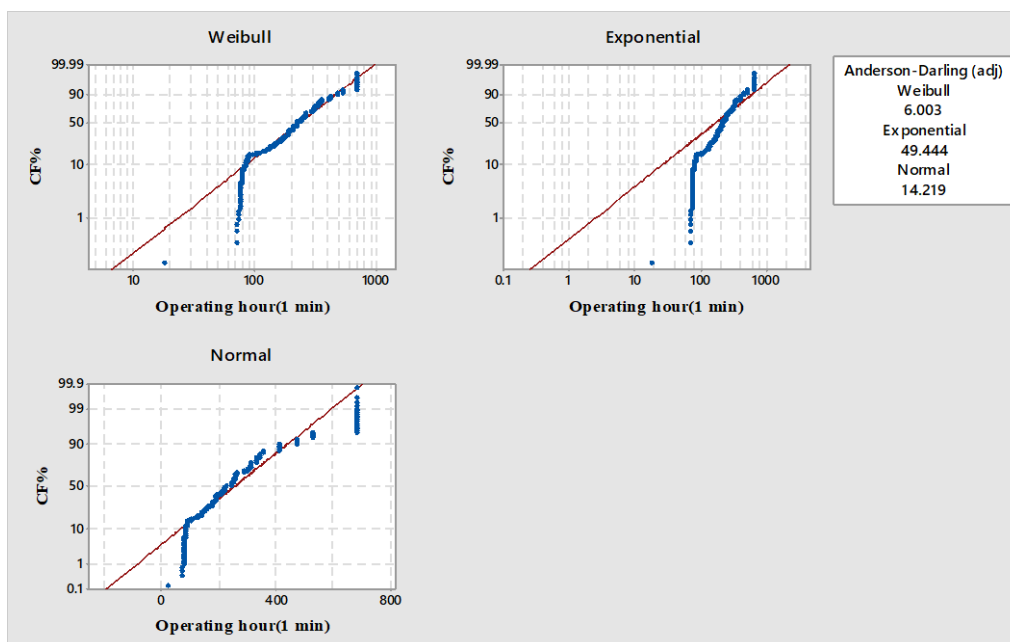 Weibull
99.99
90
50
10
1
CF%
10
100
1000
Operating hour(1 min)
Exponential
99.99
90
50
10
1
CF%
0.1
1
10
100
1000
Operating hour(1 min)
Anderson-Darling (adj)
Weibull
6.003
Exponential
49.444
Normal
14.219
Normal
99.9
99
90
50
10
1
0.1
CF%
0
400
800
Operating hour(1 min)